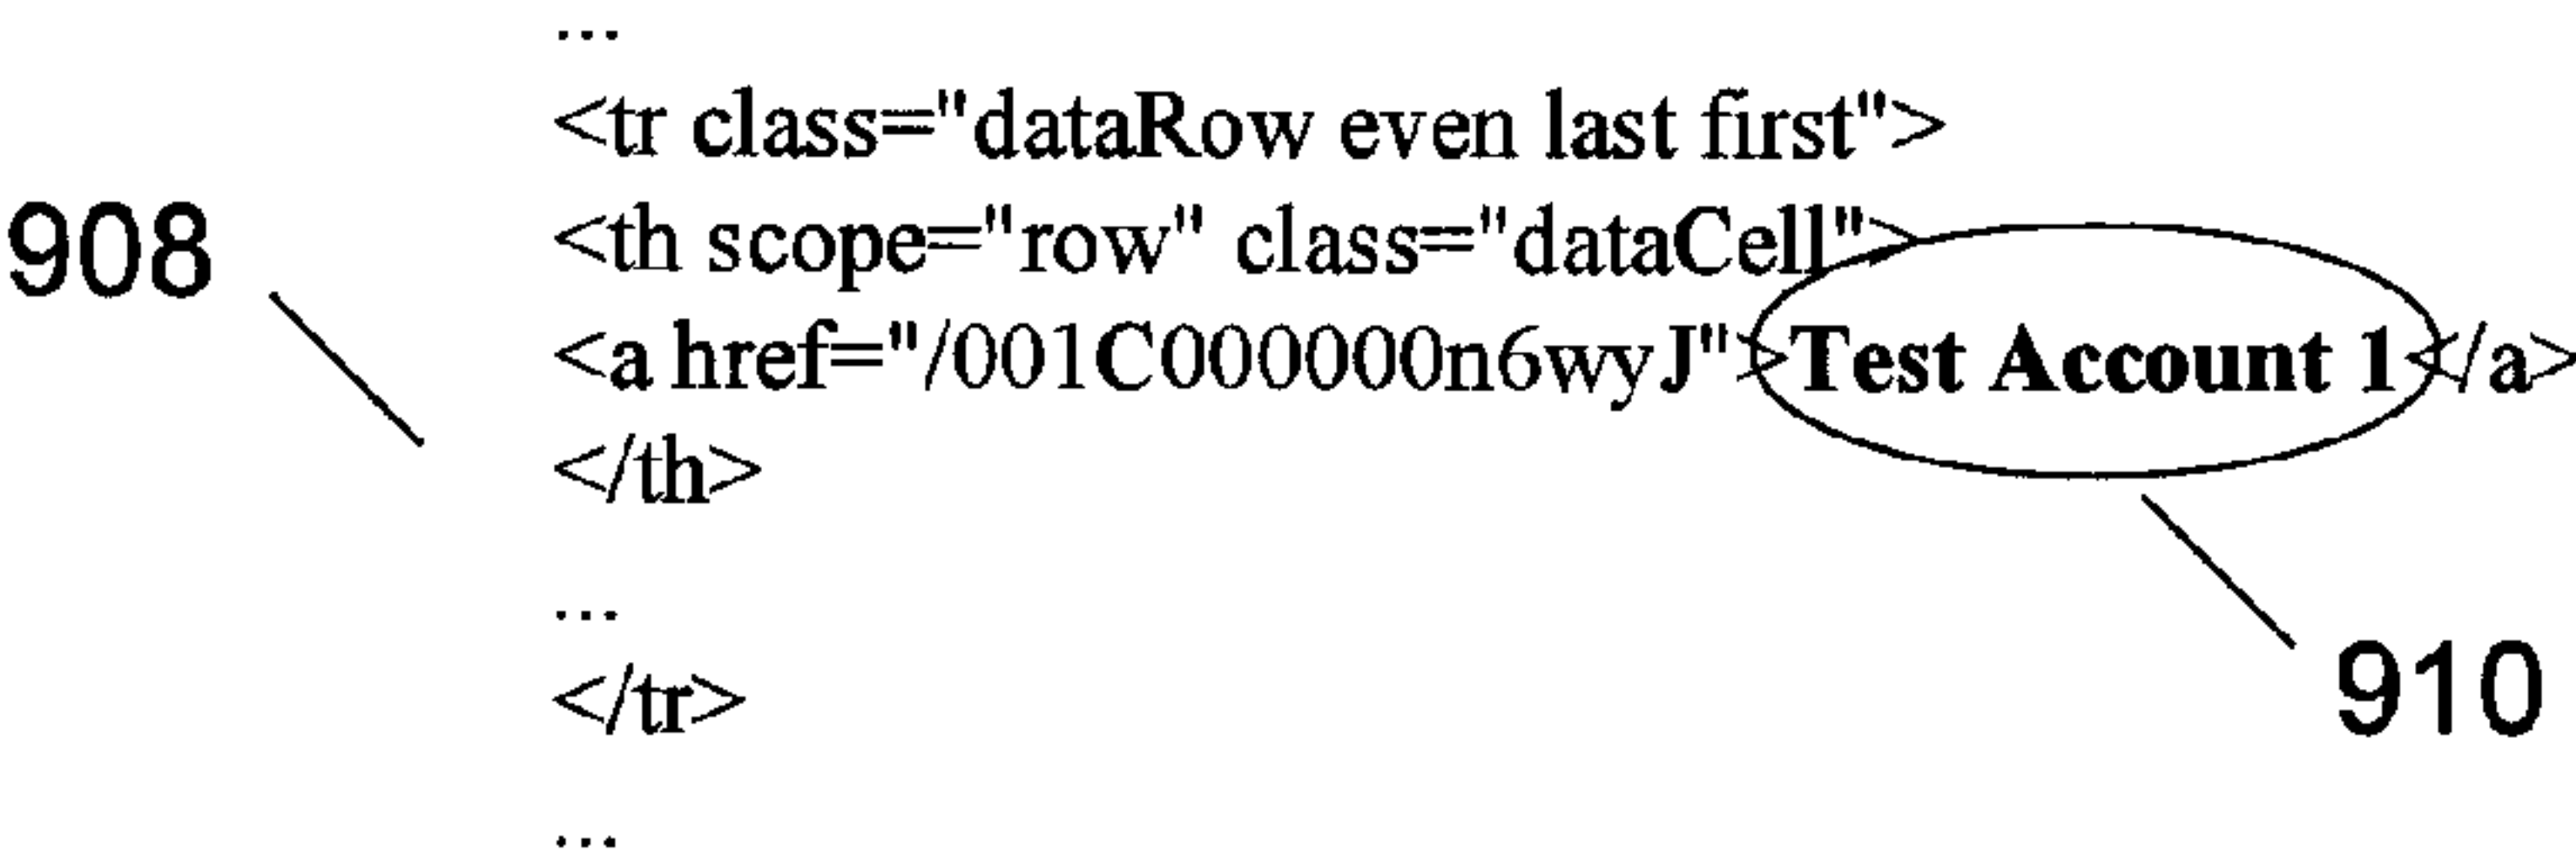 ...
<tr class="dataRow even last first">
<th scope="row" class="dataCell">
908
<a href="/001C000000n6wyJ">Test Account 1</a>
</th>
...
</tr>
910
...